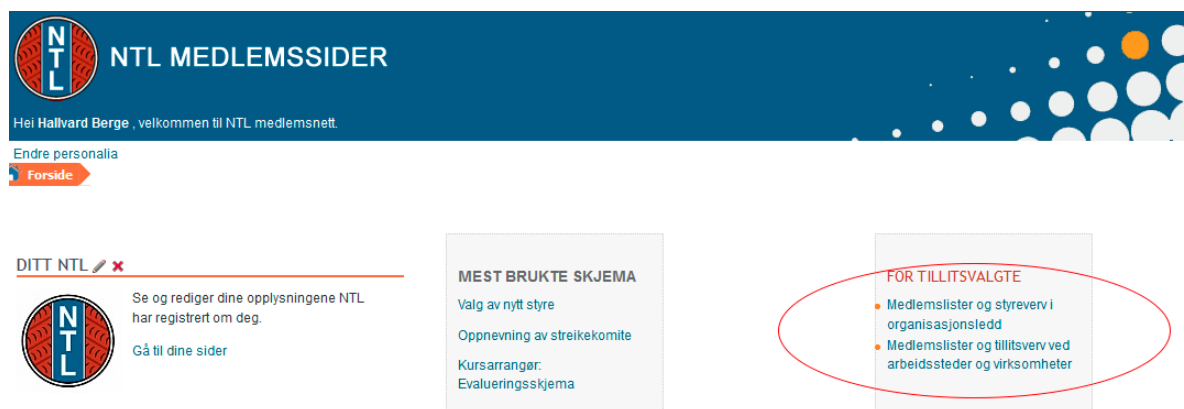 NTL
NTL MEDLEMSSIDER
Hei Hallvard Berge , velkommen til NTL medlemsnett.
Endre personalia
Forside
DITT NTL
NTL
Se og rediger dine opplysningene NTL
har registrert om deg.
Gå til dine sider
MEST BRUKTE SKJEMA
Valg av nytt styre
Oppnevning av streikekomite
Kursarrangør:
Evalueringsskjema
FOR TILLITSVALGTE
Medlemslister og styreverv i
organisasjonsledd
Medlemslister og tillitsverv ved
arbeidssteder og virksomheter